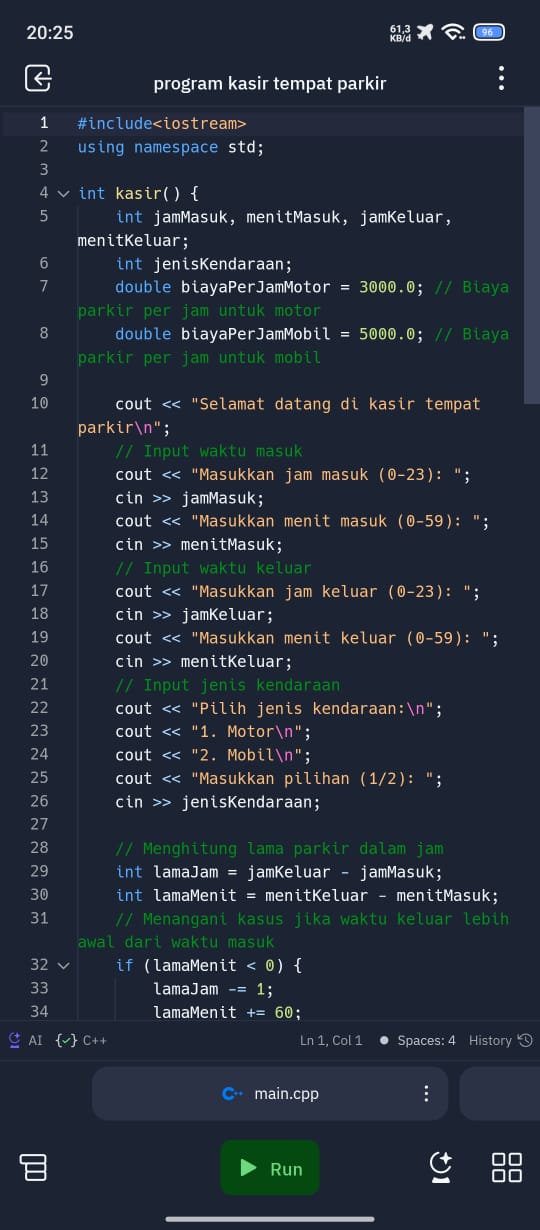 20:25
61,3 KB/d 96
program kasir tempat parkir
1 #include<iostream>
2 using namespace std;
3
4 int kasir() {
5 int jamMasuk, menitMasuk, jamKeluar,
menitKeluar;
6 int jenisKendaraan;
7 double biayaPerJamMotor = 3000.0; // Biaya
parkir per jam untuk motor
8 double biayaPerJamMobil = 5000.0; // Biaya
parkir per jam untuk mobil
9
10 cout << "Selamat datang di kasir tempat
parkir\n";
11 // Input waktu masuk
12 cout << "Masukkan jam masuk (0-23): ";
13 cin >> jamMasuk;
14 cout << "Masukkan menit masuk (0-59): ";
15 cin >> menitMasuk;
16 // Input waktu keluar
17 cout << "Masukkan jam keluar (0-23): ";
18 cin >> jamKeluar;
19 cout << "Masukkan menit keluar (0-59): ";
20 cin >> menitKeluar;
21 // Input jenis kendaraan
22 cout << "Pilih jenis kendaraan:\n";
23 cout << "1. Motor\n";
24 cout << "2. Mobil\n";
25 cout << "Masukkan pilihan (1/2): ";
26 cin >> jenisKendaraan;
27
28 // Menghitung lama parkir dalam jam
29 int lamaJam = jamKeluar - jamMasuk;
30 int lamaMenit = menitKeluar - menitMasuk;
31 // Menangani kasus jika waktu keluar lebih
awal dari waktu masuk
32 if (lamaMenit < 0) {
33 lamaJam -= 1;
34 lamaMenit += 60;
AI {✓} C++ Ln 1, Col 1 Spaces: 4 History
C++ main.cpp
Run